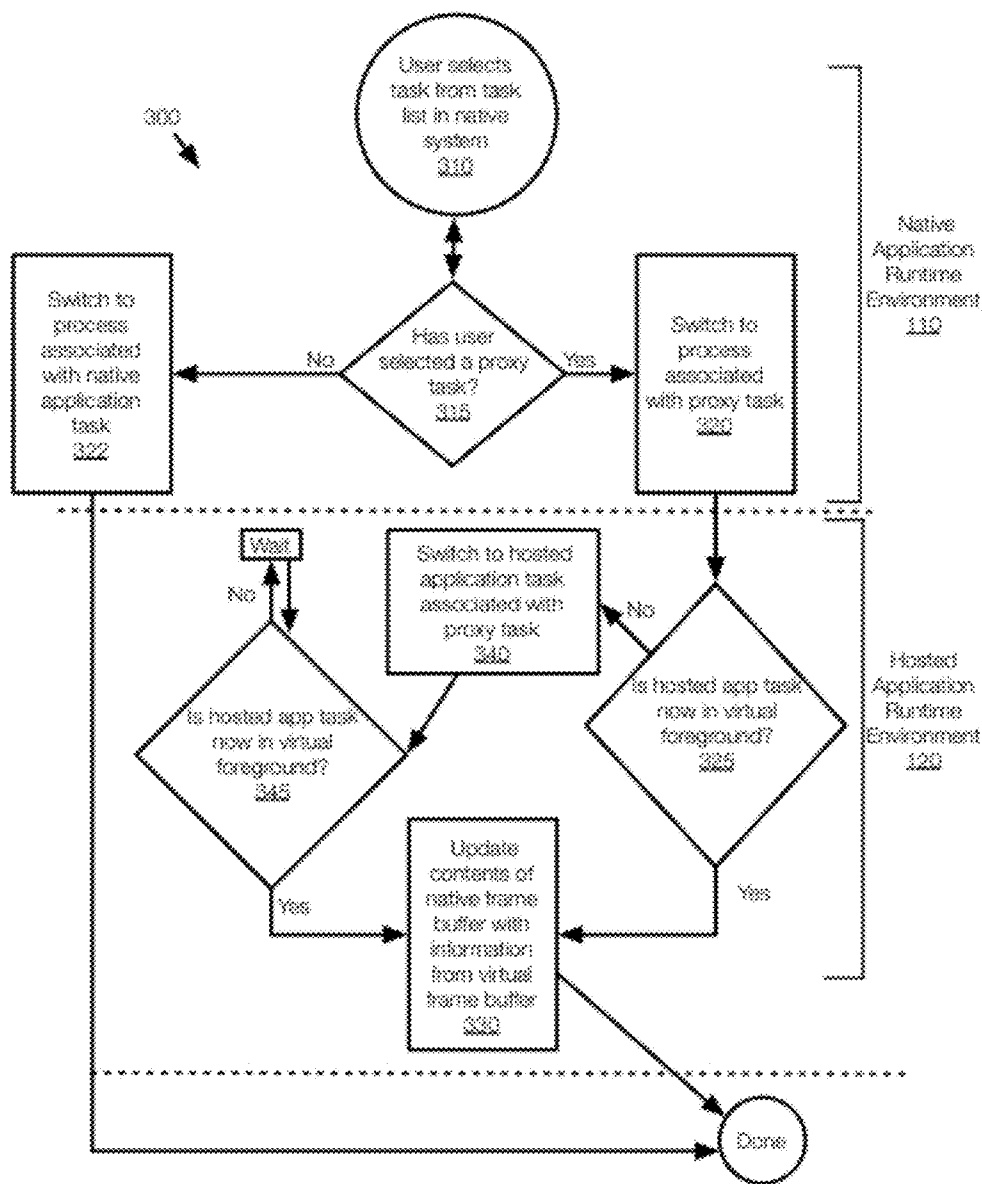 User selects
task from task
list in native
system
310
300
Native
Application
Runtime
Environment
110
Switch to
process
associated
with native
application
task
322
No
Has user
selected a proxy
task?
315
Yes
Switch to
process
associated
with proxy task
320
Wait
No
Switch to hosted
application task
associated with
proxy task
340
No
Is hosted app task
now in virtual
foreground?
345
Is hosted app task
now in virtual
foreground?
325
Hosted
Application
Runtime
Environment
120
Yes
Update
contents of
native frame
buffer with
information
from virtual
frame buffer
330
Yes
Done